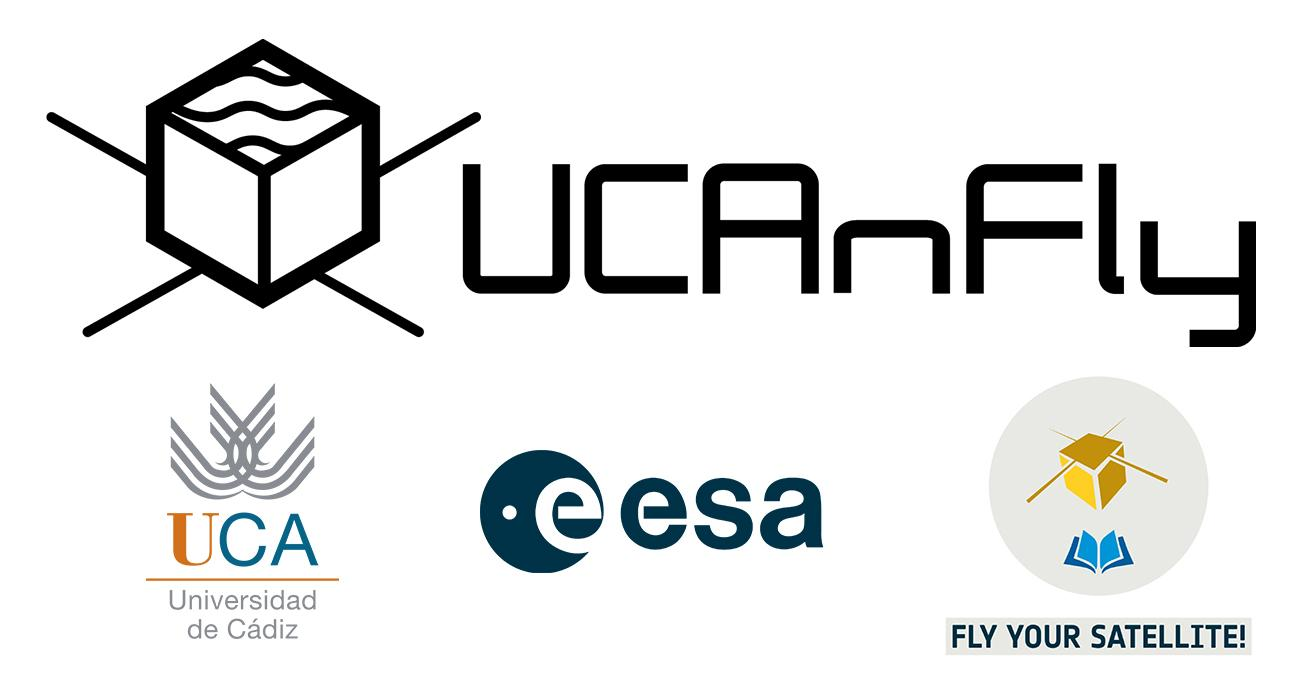 UCAnFly
UCA
Universidad
de Cádiz
e esa
FLY YOUR SATELLITE!